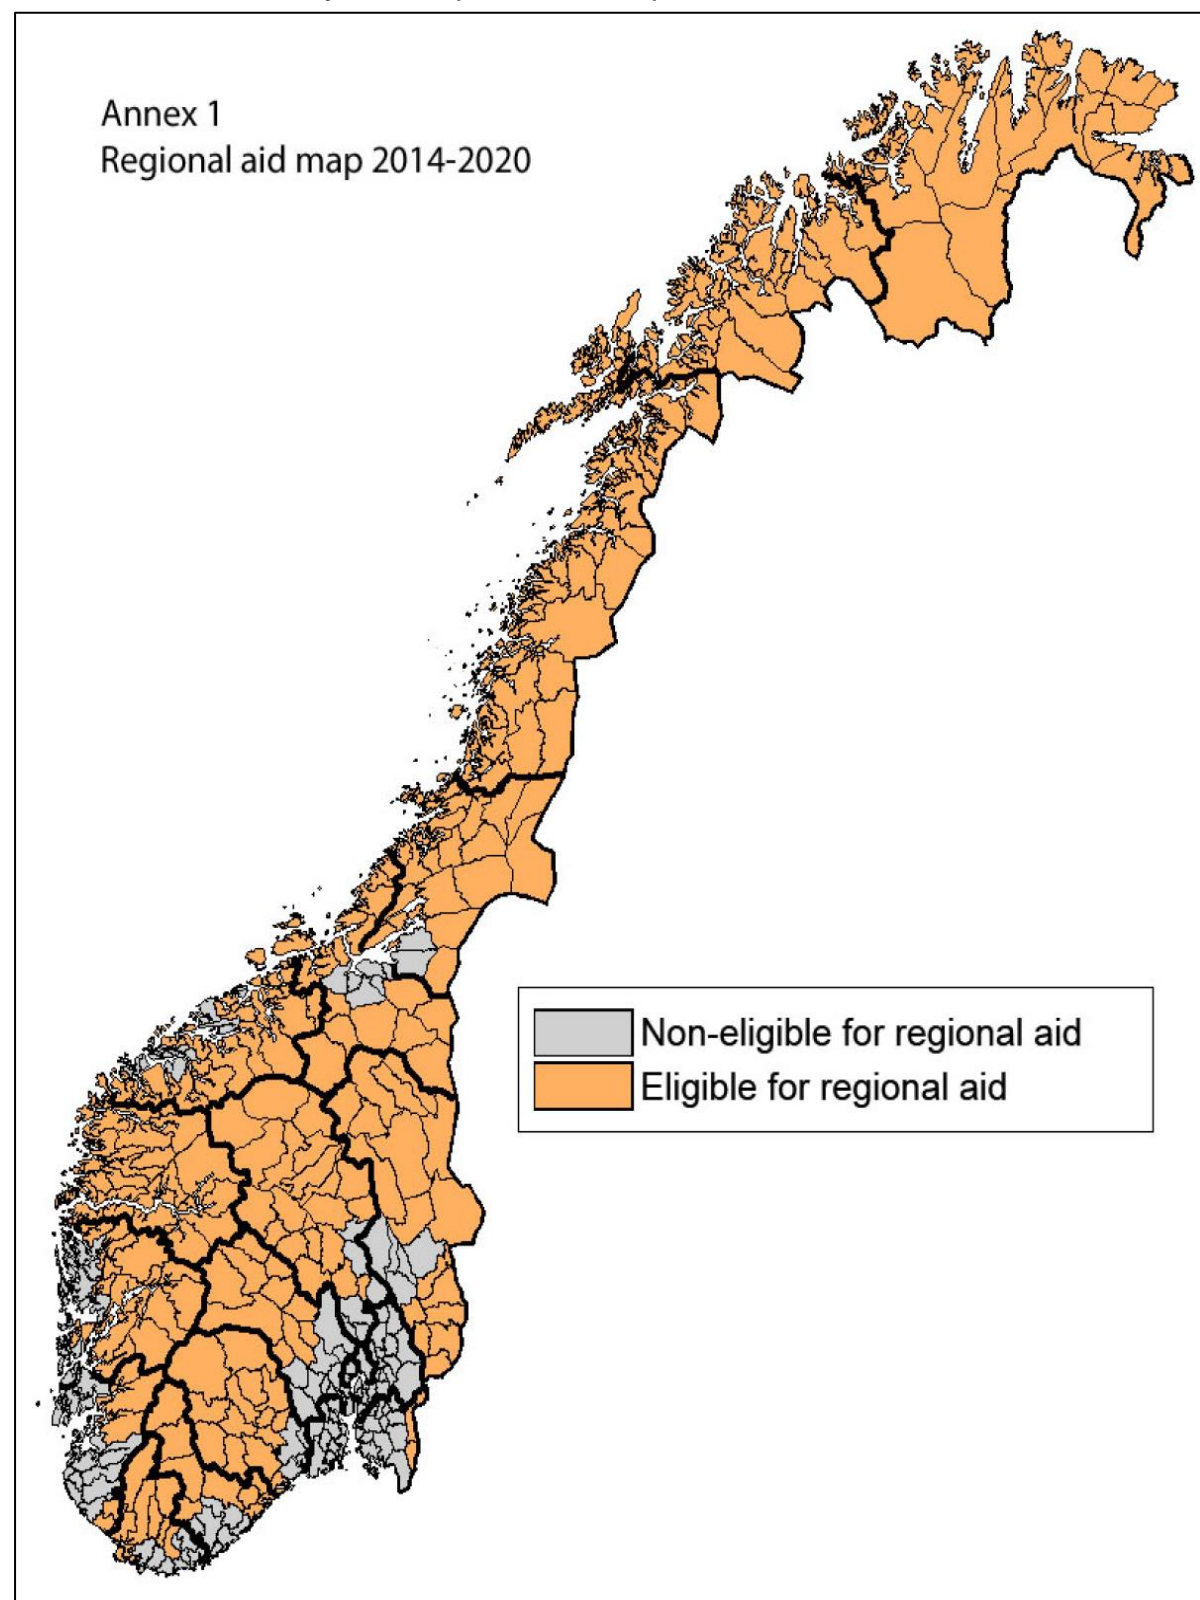 Annex 1
Regional aid map 2014-2020
Non-eligible for regional aid
Eligible for regional aid